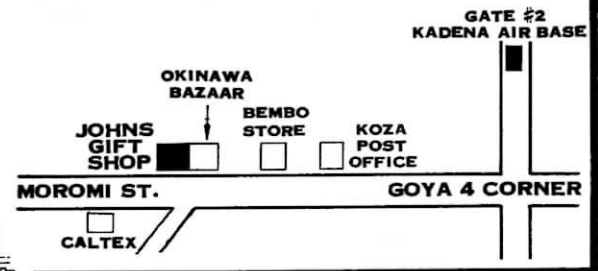 GATE #2
KADENA AIR BASE
OKINAWA
BAZAAR
BEMBO
STORE
JOHNS
GIFT
SHOP
KOZA
POST
OFFICE
MOROMI ST.
GOYA 4 CORNER
CALTEX